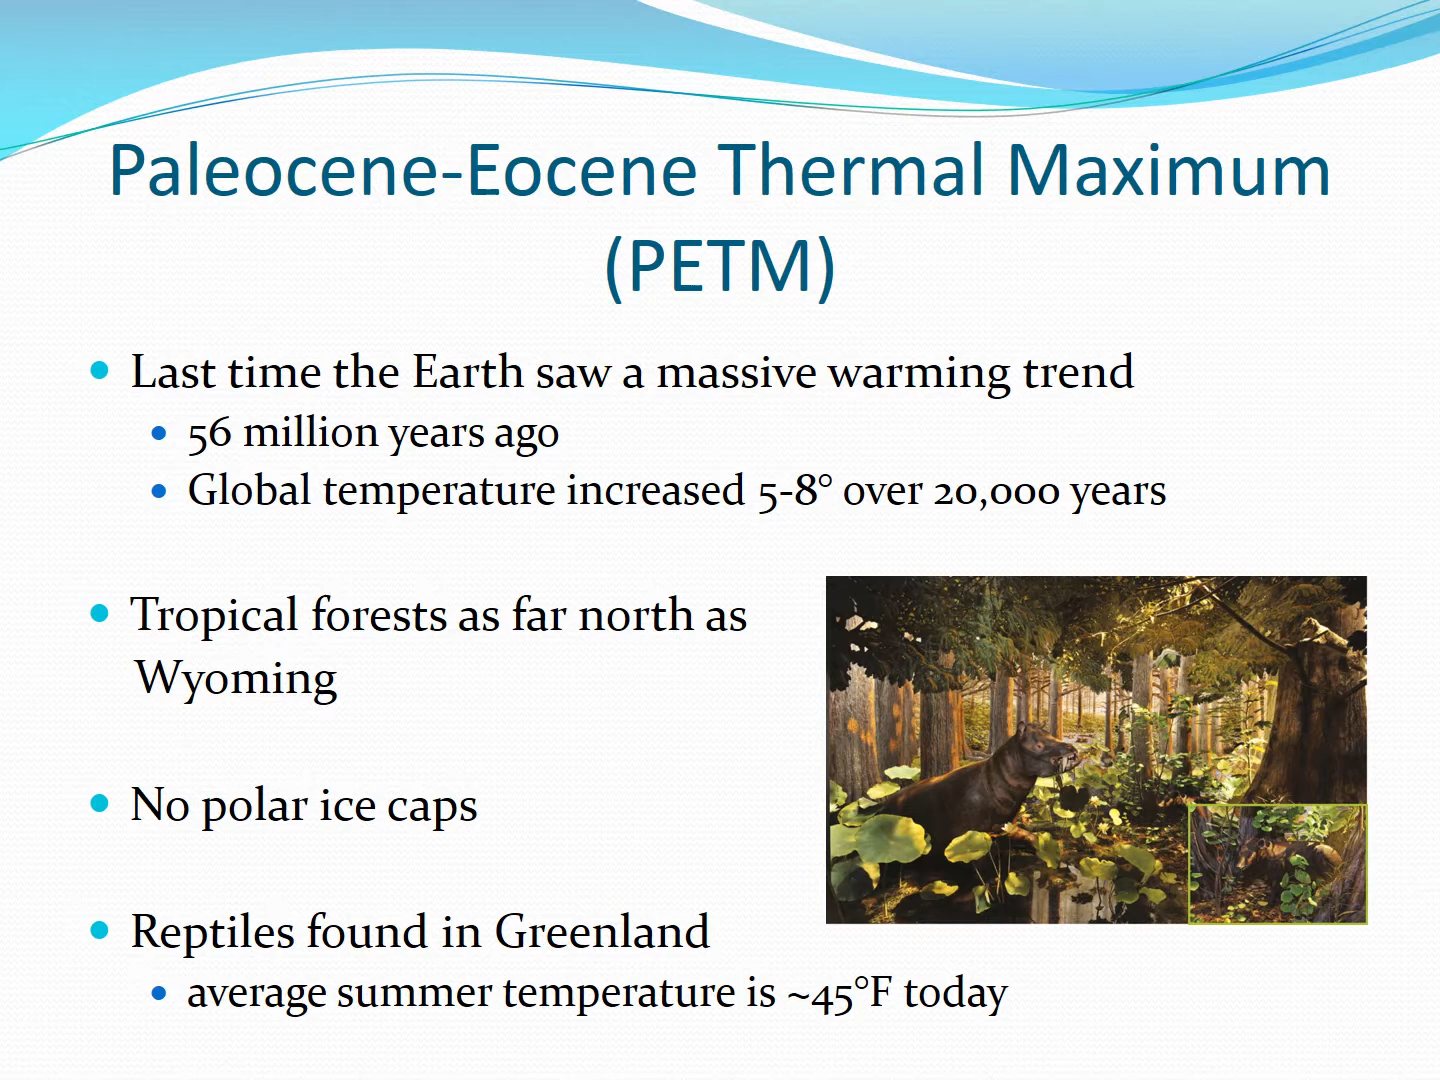 Paleocene-Eocene Thermal Maximum
(PETM)
Last time the Earth saw a massive warming trend
56 million years ago
Global temperature increased 5-8° over 20,000 years
Tropical forests as far north as
Wyoming
No polar ice caps
Reptiles found in Greenland
average summer temperature is ~45°F today